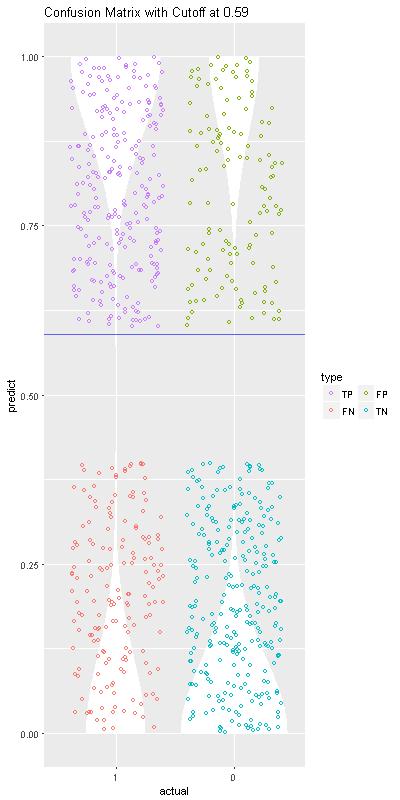 Confusion Matrix with Cutoff at 0.59
1.00
0.75
0.50
0.25
0.00
predict
1 0
actual
type
TP FP
FN TN